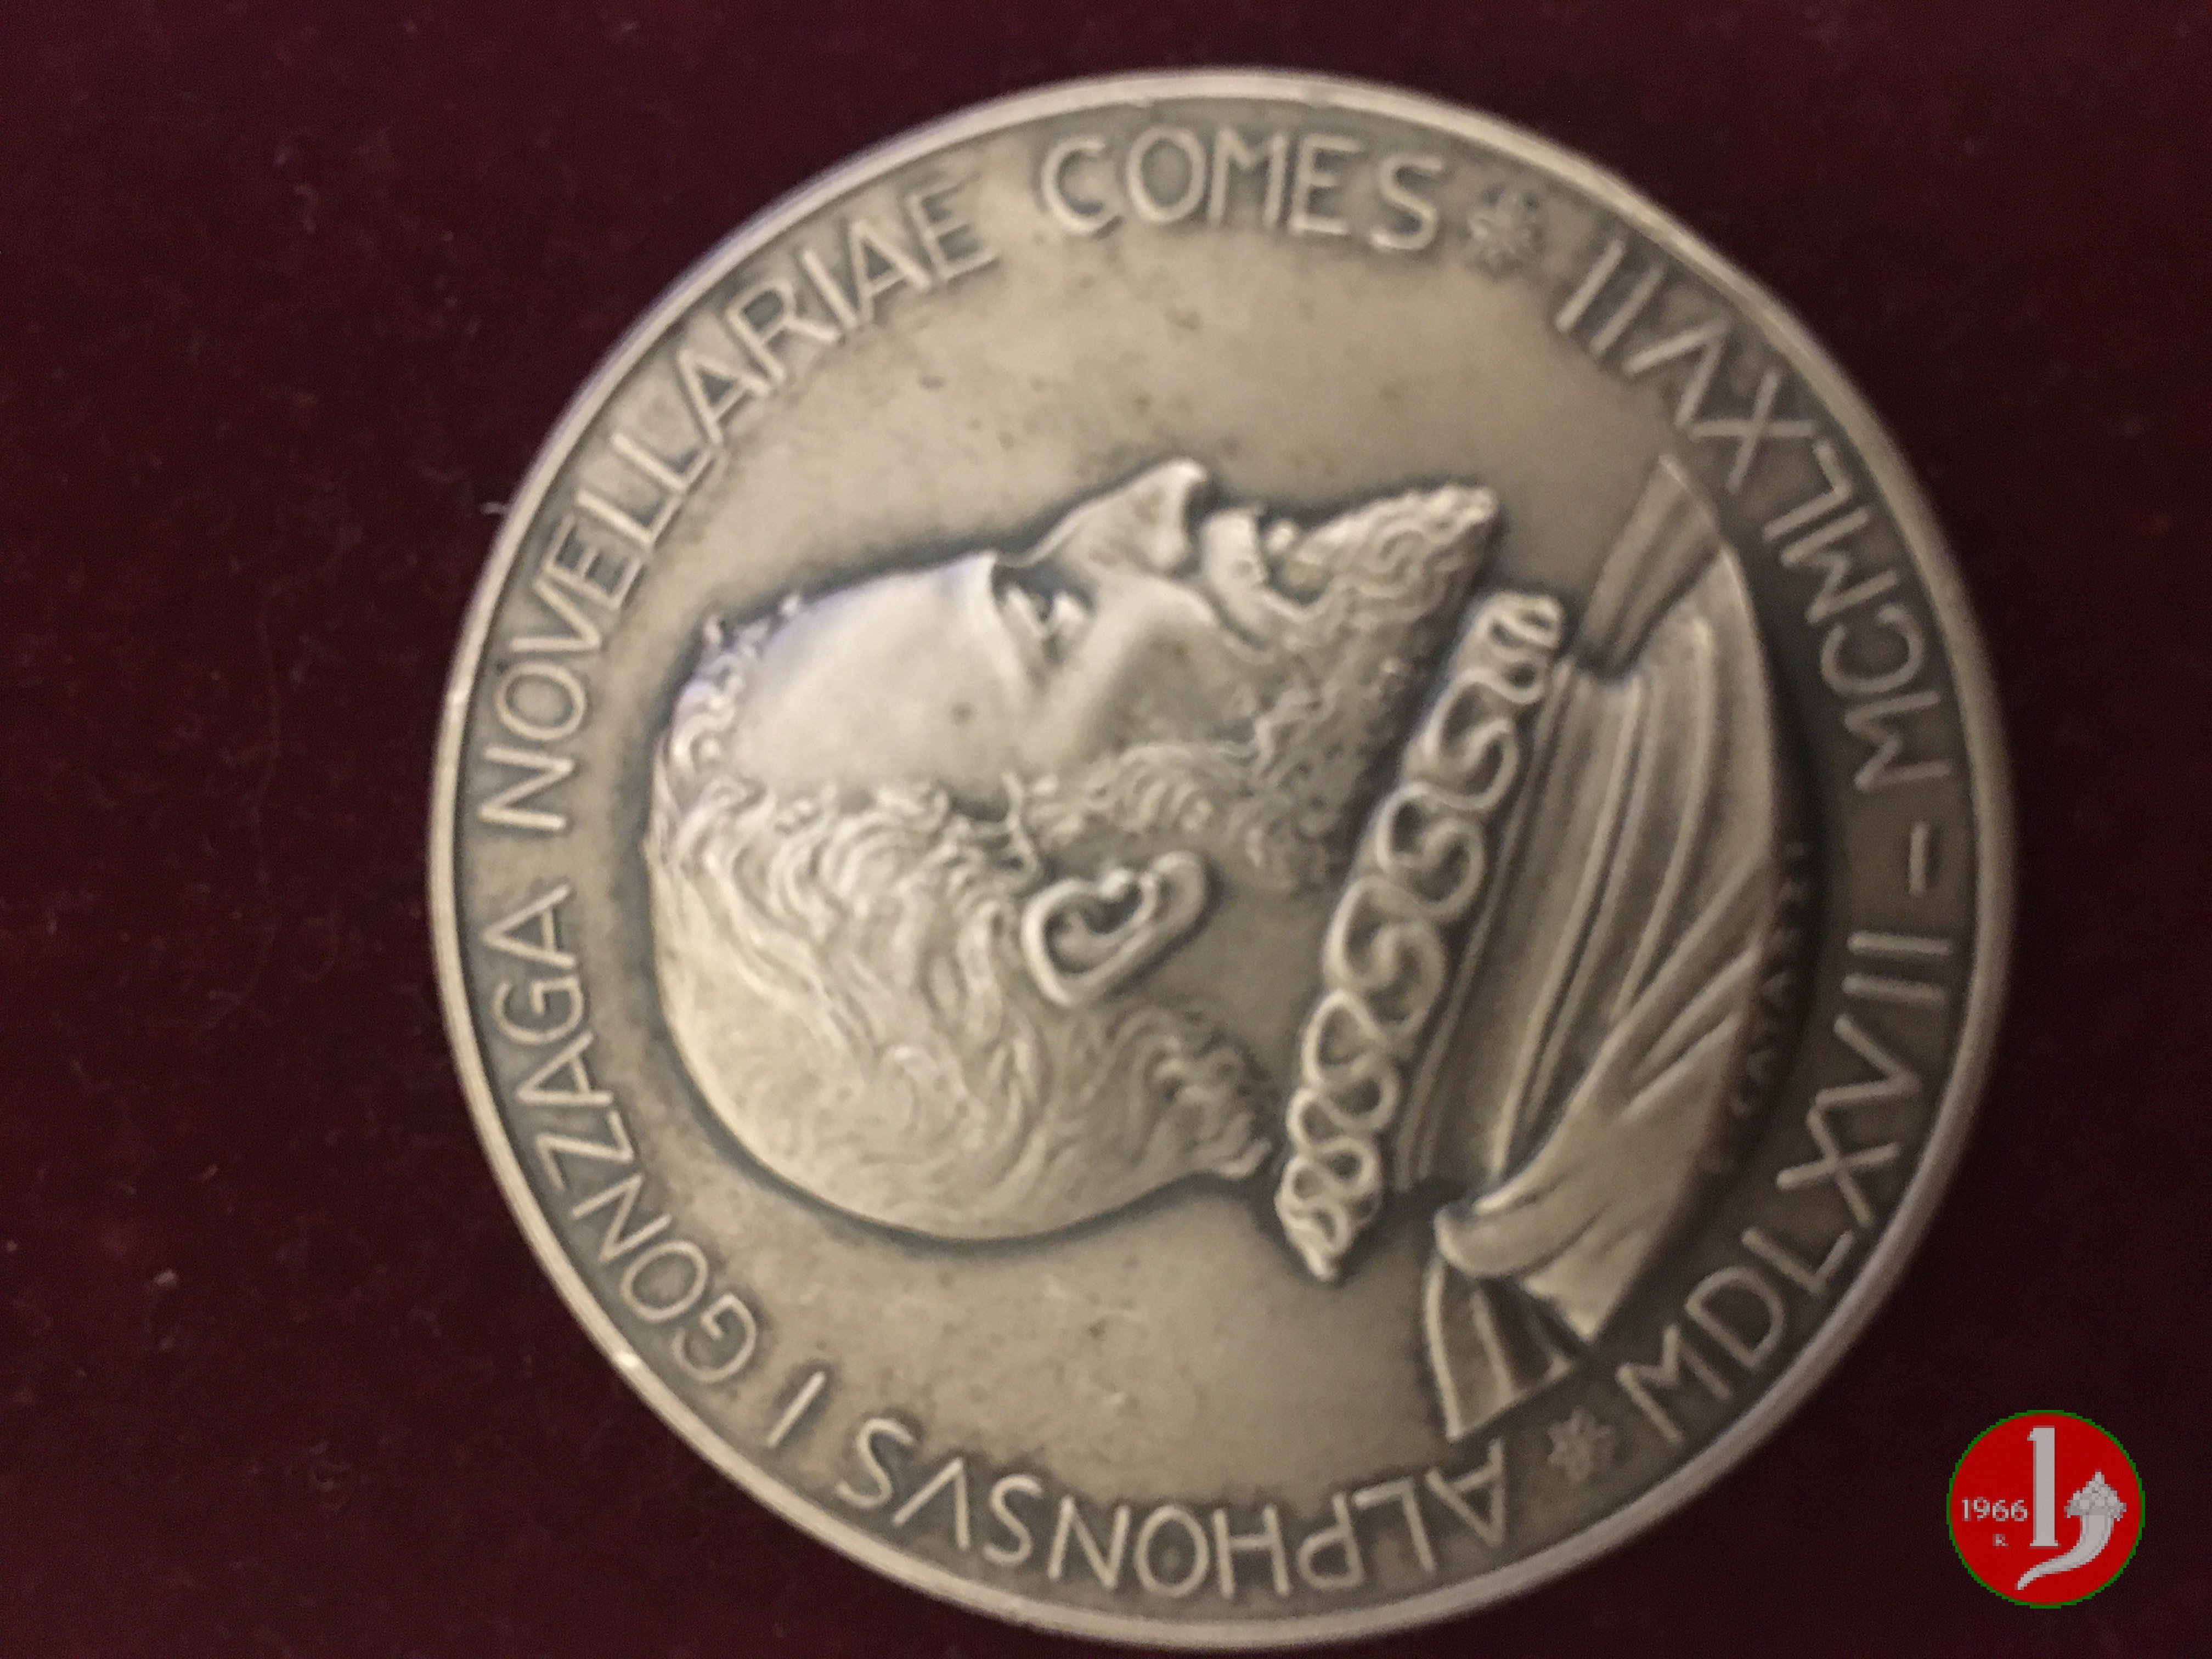 ALPHONSVS I GONZAGA NOVELLARIAE COMES
MDLXVII - MCMLXVII
1966
R.